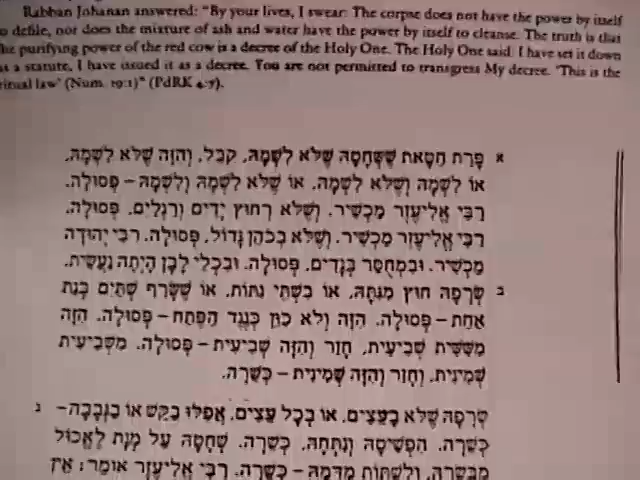 Rabban Johanan answered: "By your lives, I swear: The corpse does not have the power by itself
to defile, nor does the mixture of ash and water have the power by itself to cleanse. The truth is that
the purifying power of the red cow is a decree of the Holy One. The Holy One said: I have set it down
as a statute, I have issued it as a decree. You are not permitted to transgress My decree. 'This is the
ritual law' (Num. 19:1)" (PdRK 4:7).
א פָּרַת חַטָּאת שֶׁשְּׁחָטָהּ שֶׁלֹּא לִשְׁמָהּ, קִבֵּל, וְהִזָּה שֶׁלֹּא לִשְׁמָהּ,
אוֹ לִשְׁמָהּ וְשֶׁלֹּא לִשְׁמָהּ, אוֹ שֶׁלֹּא לִשְׁמָהּ וְלִשְׁמָהּ – פְּסוּלָה.
רַבִּי אֱלִיעֶזֶר מַכְשִׁיר. וְשֶׁלֹּא רְחוּץ יָדַיִם וְרַגְלַיִם, פְּסוּלָה.
רַבִּי אֱלִיעֶזֶר מַכְשִׁיר. וְשֶׁלֹּא בְכֹהֵן גָּדוֹל, פְּסוּלָה. רַבִּי יְהוּדָה
מַכְשִׁיר. וּבִמְחֻסַּר בְּגָדִים, פְּסוּלָה. וּבִכְלֵי לָבָן הָיְתָה נַעֲשֵׂית.
ב שְׂרָפָהּ חוּץ מִגִּתָּהּ, אוֹ בִשְׁתֵּי גִתּוֹת, אוֹ שֶׁשָּׂרַף שְׁתַּיִם בְּגַת
אַחַת – פְּסוּלָה. הִזָּה וְלֹא כִוֵּן כְּנֶגֶד הַפֶּתַח – פְּסוּלָה. הִזָּה
מִשִּׁשִּׁית שְׁבִיעִית, חָזַר וְהִזָּה שְׁבִיעִית – פְּסוּלָה. מִשְּׁבִיעִית
שְׁמִינִית, וְחָזַר וְהִזָּה שְׁמִינִית – כְּשֵׁרָה.
ג שְׂרָפָהּ שֶׁלֹּא בְעֵצִים, אוֹ בְכָל עֵצִים, אֲפִלּוּ בְקַשׁ אוֹ בִגְבָבָה –
כְּשֵׁרָה. הִפְשִׁיטָהּ וְנִתְּחָהּ, כְּשֵׁרָה. שְׁחָטָהּ עַל מְנָת לֶאֱכוֹל
מִבְּשָׂרָהּ, וְלִשְׁתּוֹת מִדָּמָהּ – כְּשֵׁרָה. רַבִּי אֱלִיעֶזֶר אוֹמֵר: אֵין